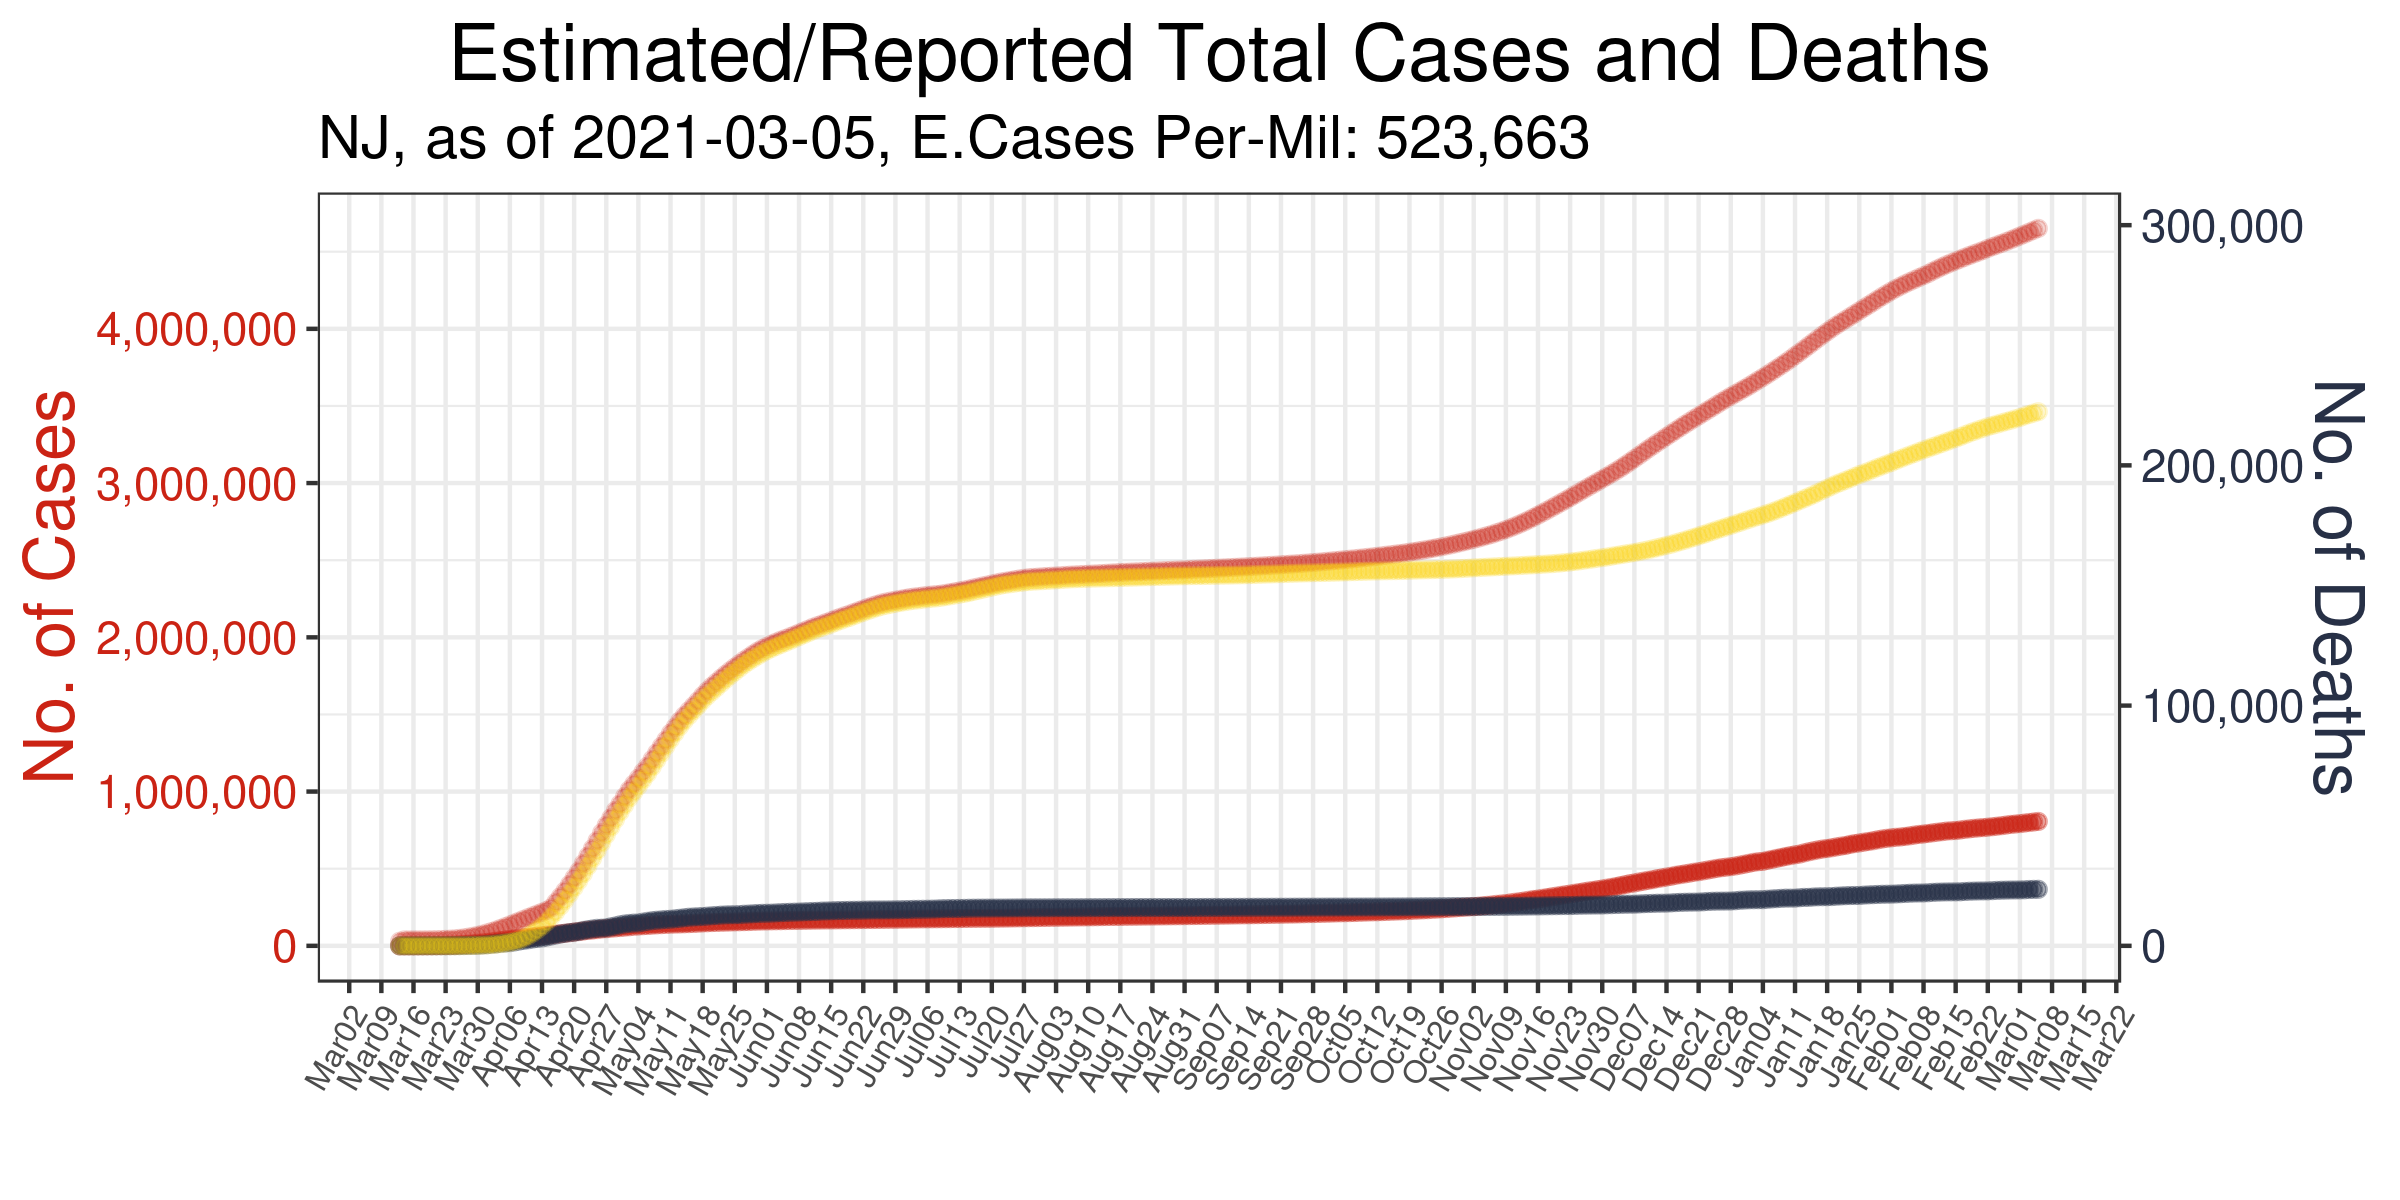 Estimated/Reported Total Cases and Deaths
NJ, as of 2021-03-05, E.Cases Per-Mil: 523,663
No. of Cases
4,000,000
3,000,000
2,000,000
1,000,000
0
300,000
200,000
100,000
0
No. of Deaths
Mar02
Mar09
Mar16
Mar23
Mar30
Apr06
Apr13
Apr20
Apr27
May04
May11
May18
May25
Jun01
Jun08
Jun15
Jun22
Jun29
Jul06
Jul13
Jul20
Jul27
Aug03
Aug10
Aug17
Aug24
Aug31
Sep07
Sep14
Sep21
Sep28
Oct05
Oct12
Oct19
Oct26
Nov02
Nov09
Nov16
Nov23
Nov30
Dec07
Dec14
Dec21
Dec28
Jan04
Jan11
Jan18
Jan25
Feb01
Feb08
Feb15
Feb22
Mar01
Mar08
Mar15
Mar22